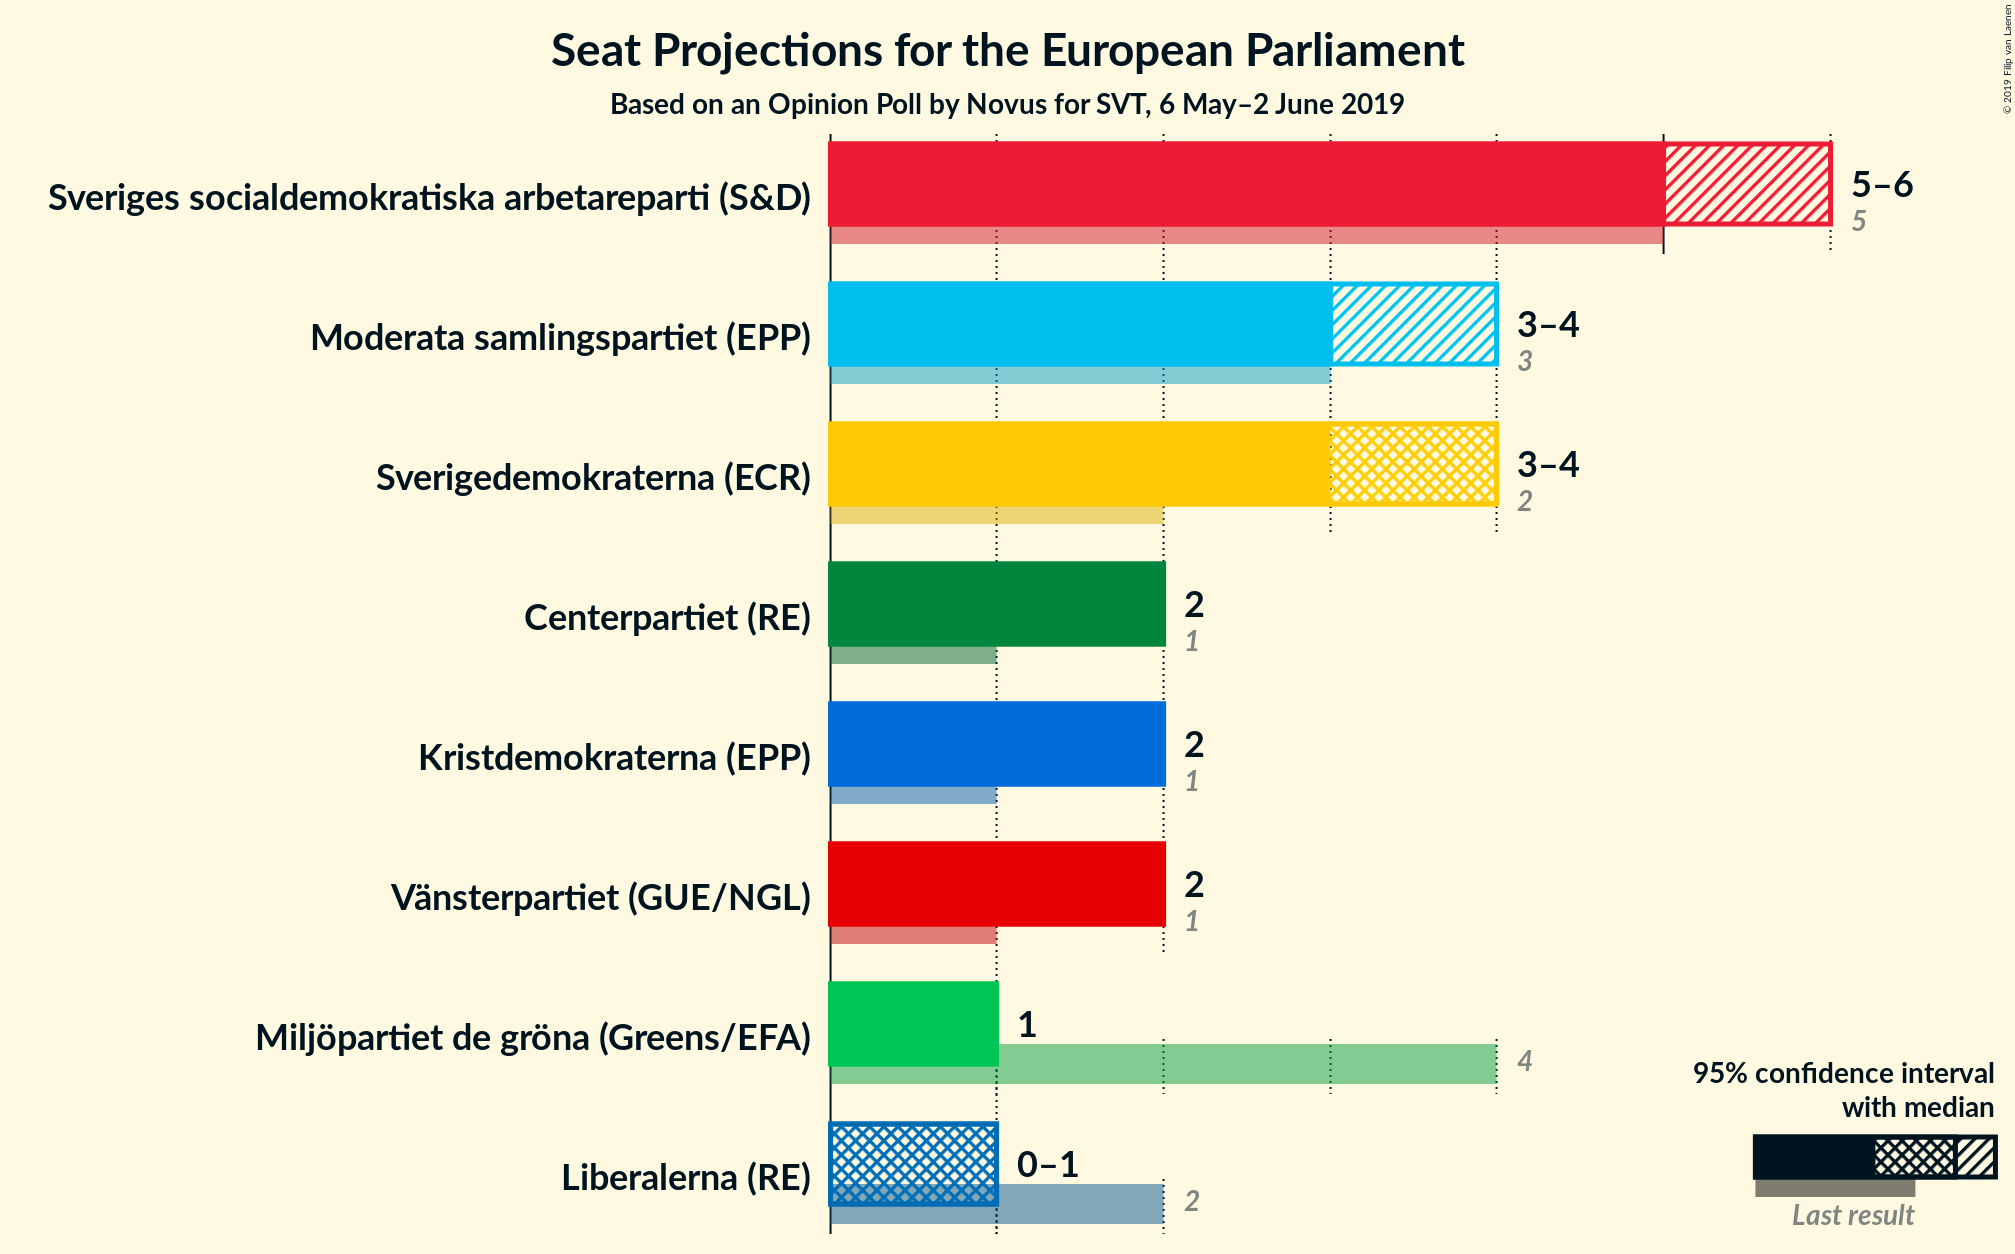 Seat Projections for the European Parliament
Based on an Opinion Poll by Novus for SVT, 6 May–2 June 2019
© 2019 Filip van Laenen
Sveriges socialdemokratiska arbetareparti (S&D)
5–6
5
Moderata samlingspartiet (EPP)
3–4
3
Sverigedemokraterna (ECR)
3–4
2
Centerpartiet (RE)
2
1
Kristdemokraterna (EPP)
2
1
Vänsterpartiet (GUE/NGL)
2
1
Miljöpartiet de gröna (Greens/EFA)
1
4
Liberalerna (RE)
0–1
2
95% confidence interval
with median
Last result